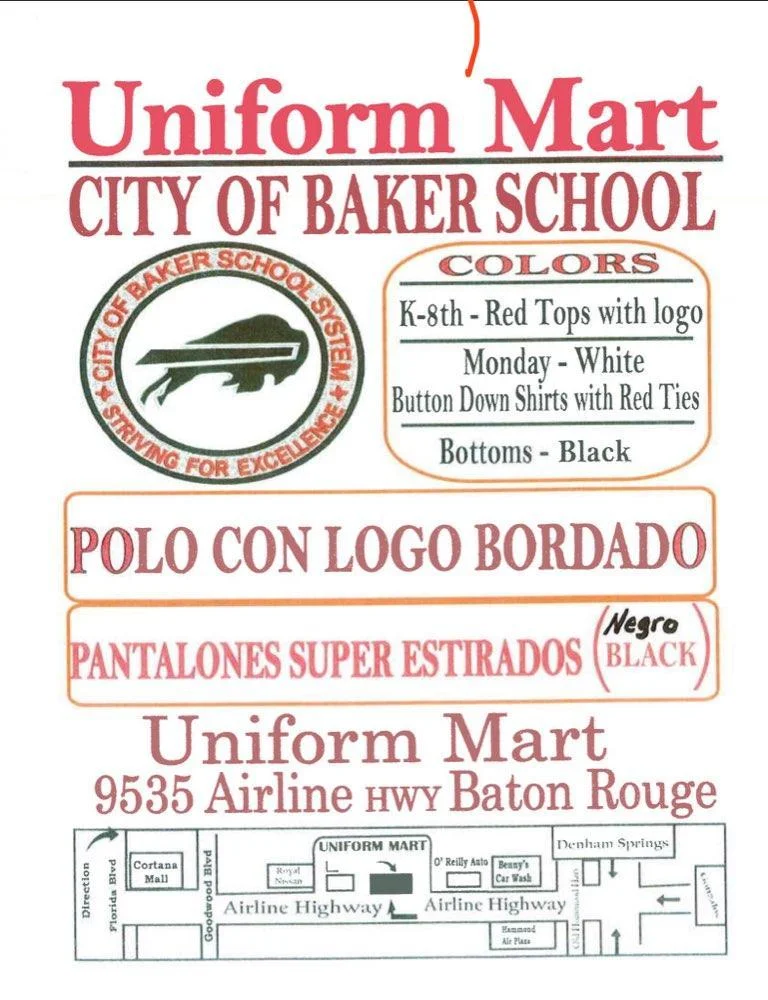 Uniform Mart
CITY OF BAKER SCHOOL
CITY OF BAKER SCHOOL SYSTEM
STRIVING FOR EXCELLENCE
COLORS
K-8th - Red Tops with logo
Monday - White
Button Down Shirts with Red Ties
Bottoms - Black
POLO CON LOGO BORDADO
Negro
PANTALONES SUPER ESTIRADOS (BLACK)
Uniform Mart
9535 Airline HWY Baton Rouge
Direction
Florida Blvd
Cortana
Mall
Goodwood Blvd
UNIFORM MART
Royal
Nissan
O' Reilly Auto
Benny's
Car Wash
Denham Springs
Airline Highway
Airline Highway
Hammond
Air Plaza
Old Hammond
Gonzales